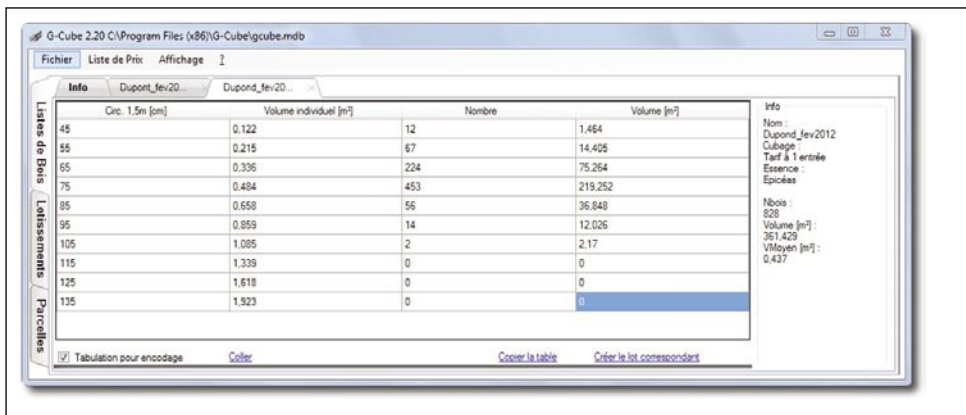 G-Cube 2.20 C:\Program Files (x86)\G-Cube\gcube.mdb
Fichier Liste de Prix Affichage ?
Info Dupont_fev20... Dupond_fev20...
Listes de Bois
Lotissements
Parcelles
Circ. 1,5m [cm] Volume individuel [m³] Nombre Volume [m³]
45 0,122 12 1,464
55 0,215 67 14,405
65 0,336 224 75,264
75 0,484 453 219,252
85 0,658 56 36,848
95 0,859 14 12,026
105 1,085 2 2,17
115 1,339 0 0
125 1,618 0 0
135 1,923 0 0
Tabulation pour encodage Coller Copier la table Créer le lot correspondant
Info
Nom :
Dupond_fev2012
Cubage :
Tarif à 1 entrée
Essence :
Epicéas
Nbois :
828
Volume [m³] :
361,429
VMoyen [m³] :
0,437